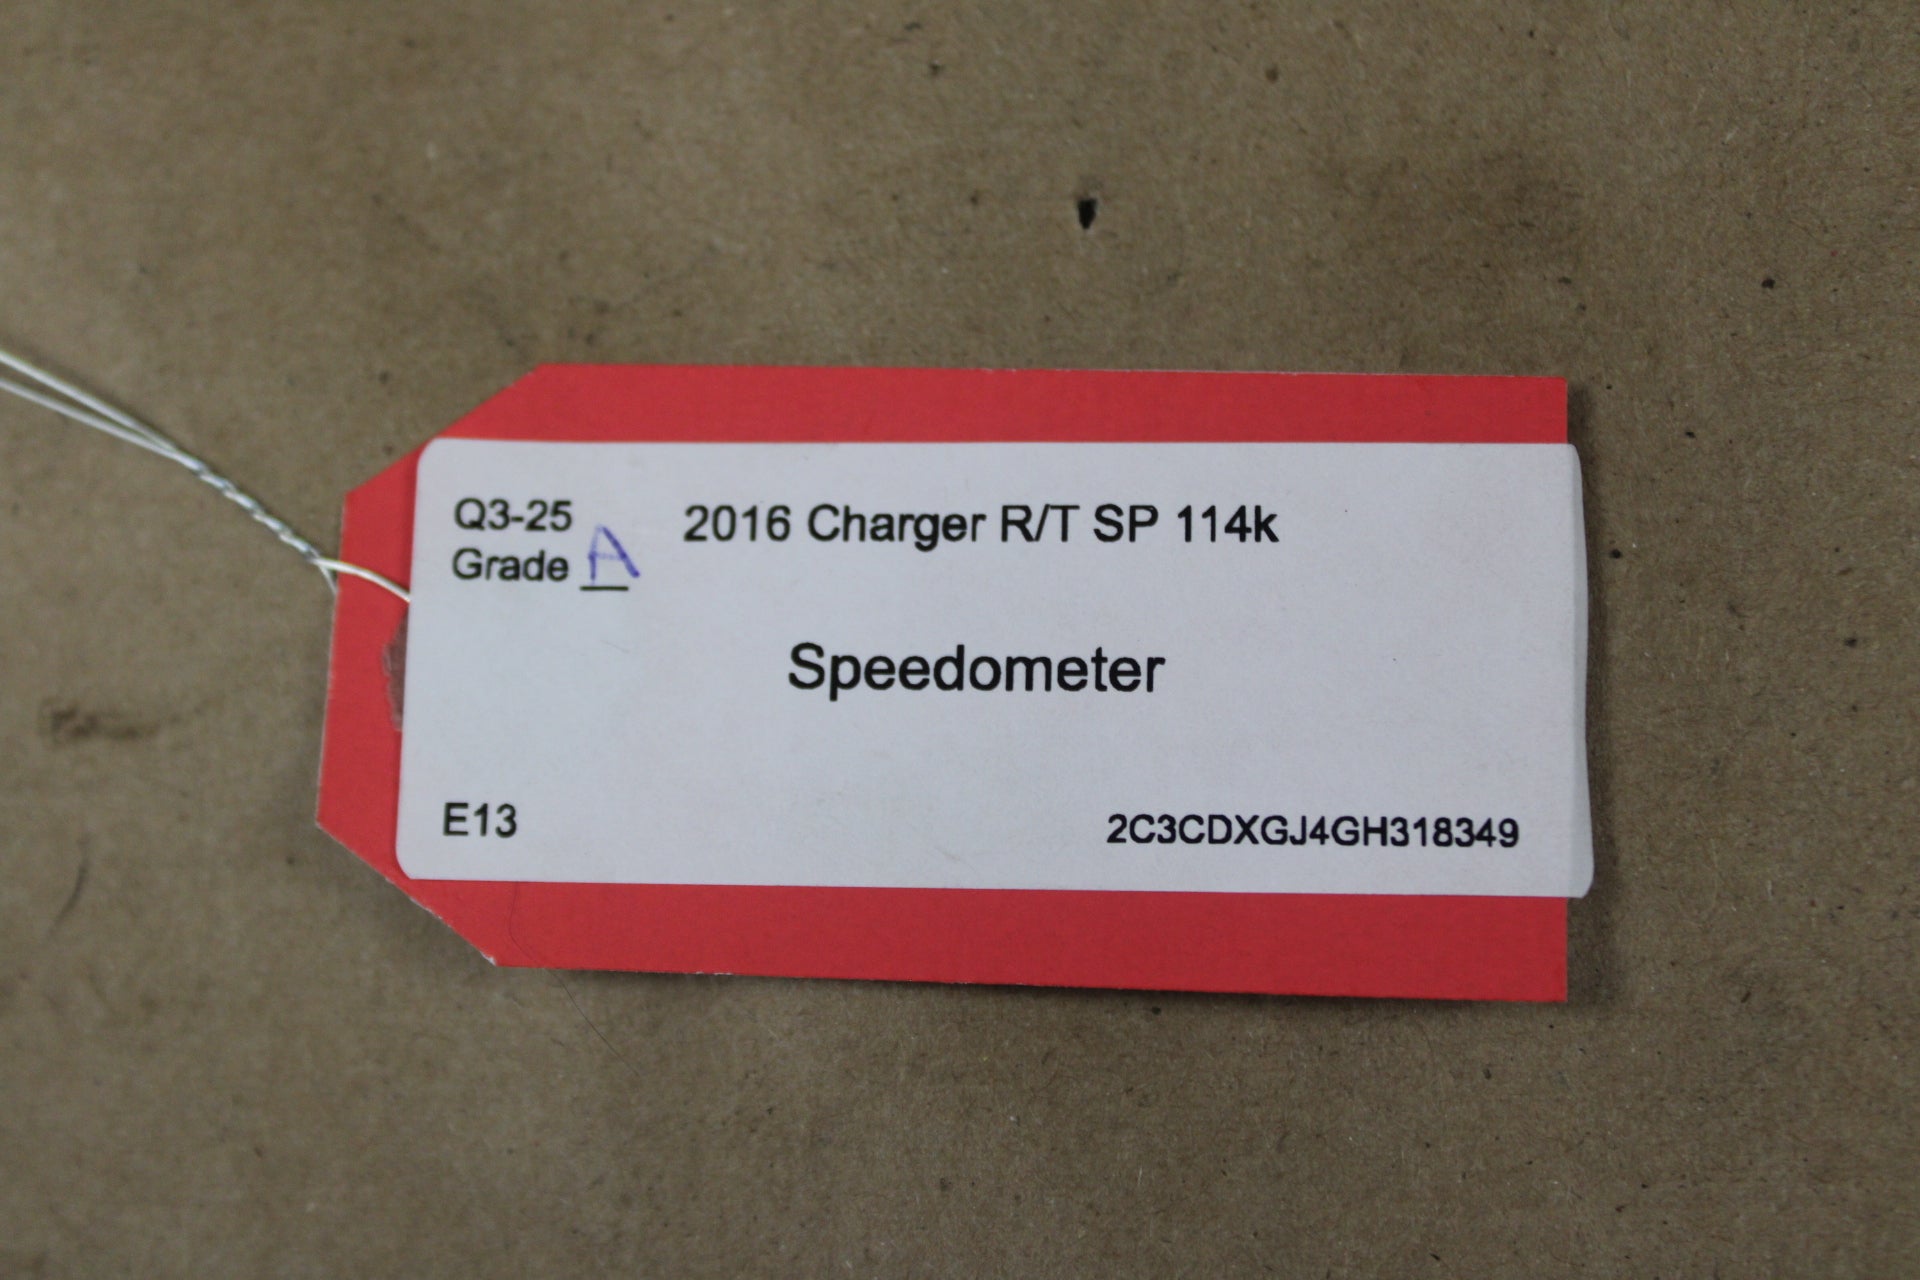 Q3-25
2016 Charger R/T SP 114k
Grade A
Speedometer
E13
2C3CDXGJ4GH318349